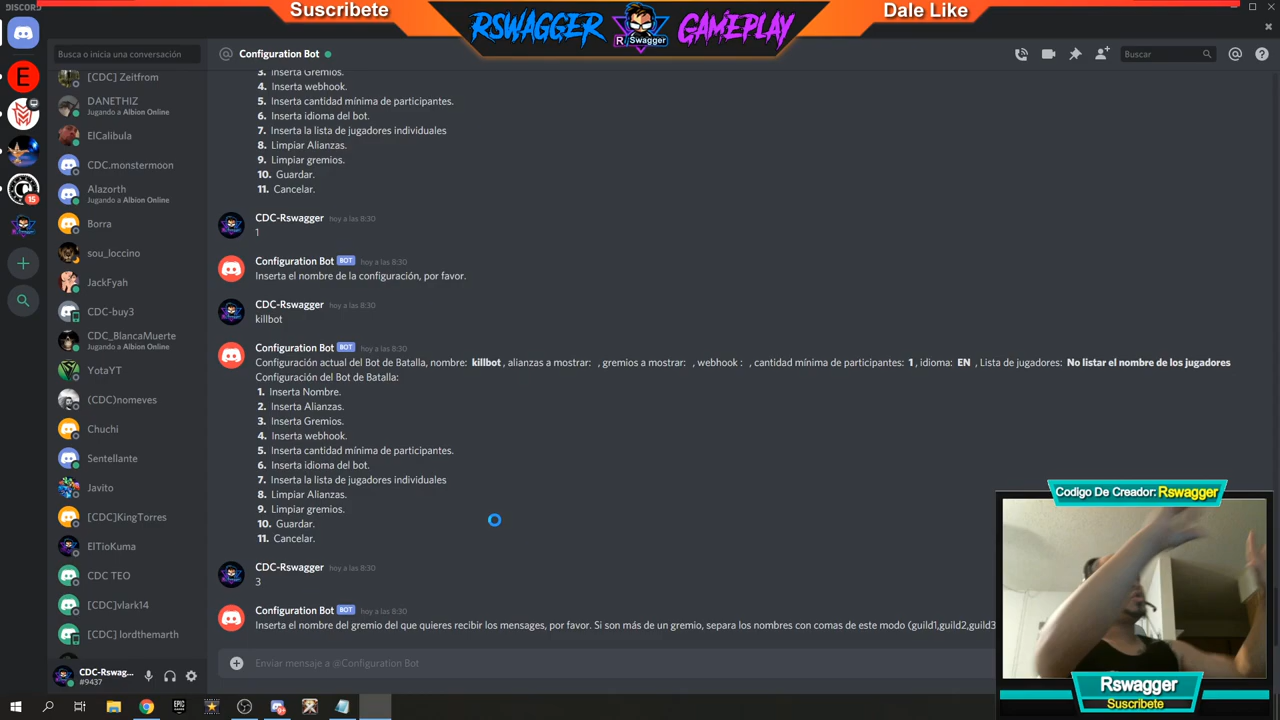 DISCORD
Suscribete
RSWAGGER
R Swagger
GAMEPLAY
Dale Like
Busca o inicia una conversación
Configuration Bot
Buscar
E
15
[CDC] Zeitfrom
DANETHIZ
Jugando a Albion Online
ElCalibula
CDC.monstermoon
Alazorth
Jugando a Albion Online
Borra
sou_loccino
JackFyah
CDC-buy3
CDC_BlancaMuerte
Jugando a Albion Online
YotaYT
(CDC)nomeves
Chuchi
Sentellante
Javito
[CDC]KingTorres
ElTioKuma
CDC TEO
[CDC]vlark14
[CDC] lordthemarth
CDC-Rswag...
#9437
3. Inserta Gremios.
4. Inserta webhook.
5. Inserta cantidad mínima de participantes.
6. Inserta idioma del bot.
7. Inserta la lista de jugadores individuales
8. Limpiar Alianzas.
9. Limpiar gremios.
10. Guardar.
11. Cancelar.
CDC-Rswagger hoy a las 8:30
1
Configuration Bot BOT hoy a las 8:30
Inserta el nombre de la configuración, por favor.
CDC-Rswagger hoy a las 8:30
killbot
Configuration Bot BOT hoy a las 8:30
Configuración actual del Bot de Batalla, nombre: killbot , alianzas a mostrar: , gremios a mostrar: , webhook : , cantidad mínima de participantes: 1 , idioma: EN , Lista de jugadores: No listar el nombre de los jugadores
Configuración del Bot de Batalla:
1. Inserta Nombre.
2. Inserta Alianzas.
3. Inserta Gremios.
4. Inserta webhook.
5. Inserta cantidad mínima de participantes.
6. Inserta idioma del bot.
7. Inserta la lista de jugadores individuales
8. Limpiar Alianzas.
9. Limpiar gremios.
10. Guardar.
11. Cancelar.
CDC-Rswagger hoy a las 8:30
3
Configuration Bot BOT hoy a las 8:30
Inserta el nombre del gremio del que quieres recibir los mensages, por favor. Si son más de un gremio, separa los nombres con comas de este modo (guild1,guild2,guild3
Enviar mensaje a @Configuration Bot
Codigo De Creador: Rswagger
Rswagger
Suscribete
EPIC